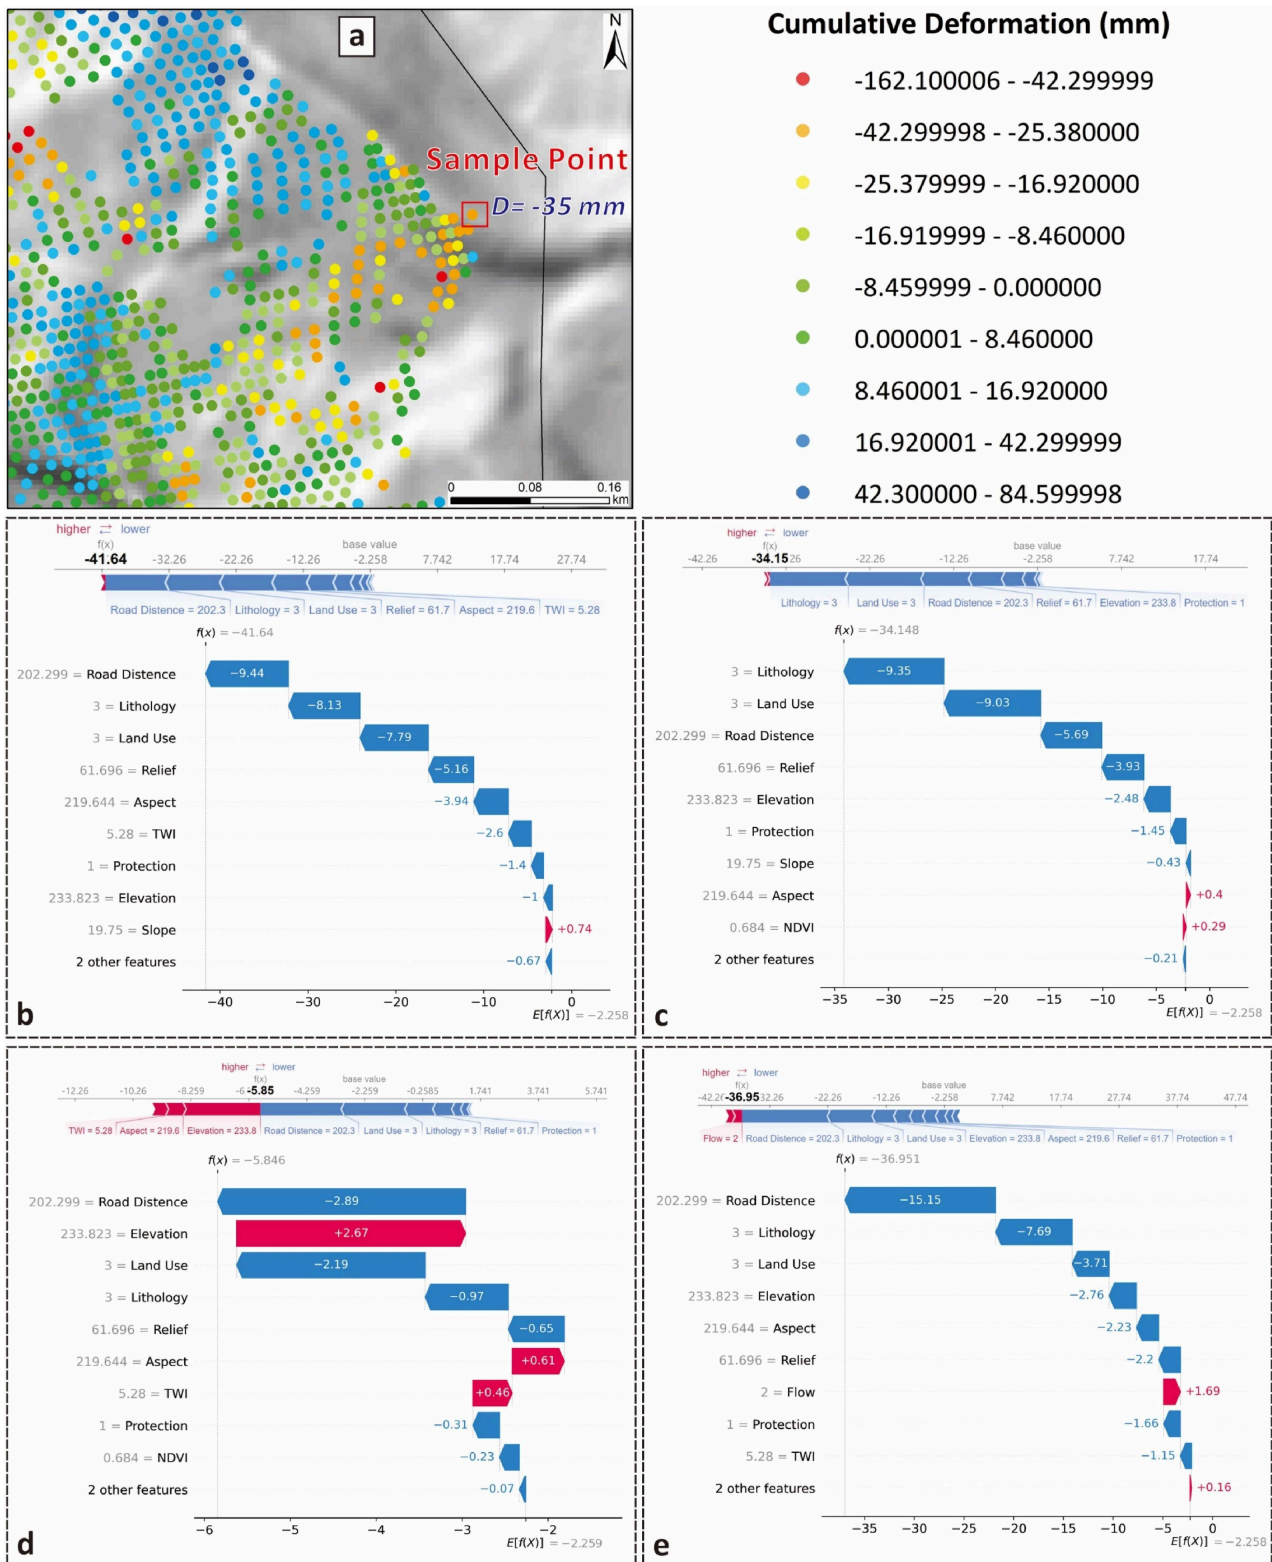 a
N
Sample Point
D= -35 mm
0 0.08 0.16
km
Cumulative Deformation (mm)
-162.100006 - -42.299999
-42.299998 - -25.380000
-25.379999 - -16.920000
-16.919999 - -8.460000
-8.459999 - 0.000000
0.000001 - 8.460000
8.460001 - 16.920000
16.920001 - 42.299999
42.300000 - 84.599998
higher lower
f(x) base value
-41.64 -32.26 -22.26 -12.26 -2.258 7.742 17.74 27.74
Road Distance = 202.3 Lithology = 3 Land Use = 3 Relief = 61.7 Aspect = 219.6 TWI = 5.28
f(x) = −41.64
202.299 = Road Distance −9.44
3 = Lithology −8.13
3 = Land Use −7.79
61.696 = Relief −5.16
219.644 = Aspect −3.94
5.28 = TWI −2.6
1 = Protection −1.4
233.823 = Elevation −1
19.75 = Slope +0.74
2 other features −0.67
−40 −30 −20 −10 0
E[f(X)] = −2.258
b
higher lower
f(x) base value
-42.26 -34.15 26 -22.26 -12.26 -2.258 7.742 17.74
Lithology = 3 Land Use = 3 Road Distance = 202.3 Relief = 61.7 Elevation = 233.8 Protection = 1
f(x) = −34.148
3 = Lithology −9.35
3 = Land Use −9.03
202.299 = Road Distance −5.69
61.696 = Relief −3.93
233.823 = Elevation −2.48
1 = Protection −1.45
19.75 = Slope −0.43
219.644 = Aspect +0.4
0.684 = NDVI +0.29
2 other features −0.21
−35 −30 −25 −20 −15 −10 −5 0
E[f(X)] = −2.258
c
higher lower
f(x) base value
-12.26 -10.26 -8.259 -6 -5.85 -4.259 -2.259 -0.2585 1.741 3.741 5.741
TWI = 5.28 Aspect = 219.6 Elevation = 233.8 Road Distance = 202.3 Land Use = 3 Lithology = 3 Relief = 61.7 Protection = 1
f(x) = −5.846
202.299 = Road Distance −2.89
233.823 = Elevation +2.67
3 = Land Use −2.19
3 = Lithology −0.97
61.696 = Relief −0.65
219.644 = Aspect +0.61
5.28 = TWI +0.46
1 = Protection −0.31
0.684 = NDVI −0.23
2 other features −0.07
−6 −5 −4 −3 −2
E[f(X)] = −2.259
d
higher lower
f(x) base value
-42.26 -36.95 32.26 -22.26 -12.26 -2.258 7.742 17.74 27.74 37.74 47.74
Flow = 2 Road Distance = 202.3 Lithology = 3 Land Use = 3 Elevation = 233.8 Aspect = 219.6 Relief = 61.7 Protection = 1
f(x) = −36.951
202.299 = Road Distance −15.15
3 = Lithology −7.69
3 = Land Use −3.71
233.823 = Elevation −2.76
219.644 = Aspect −2.23
61.696 = Relief −2.2
2 = Flow +1.69
1 = Protection −1.66
5.28 = TWI −1.15
2 other features +0.16
−35 −30 −25 −20 −15 −10 −5 0
E[f(X)] = −2.258
e